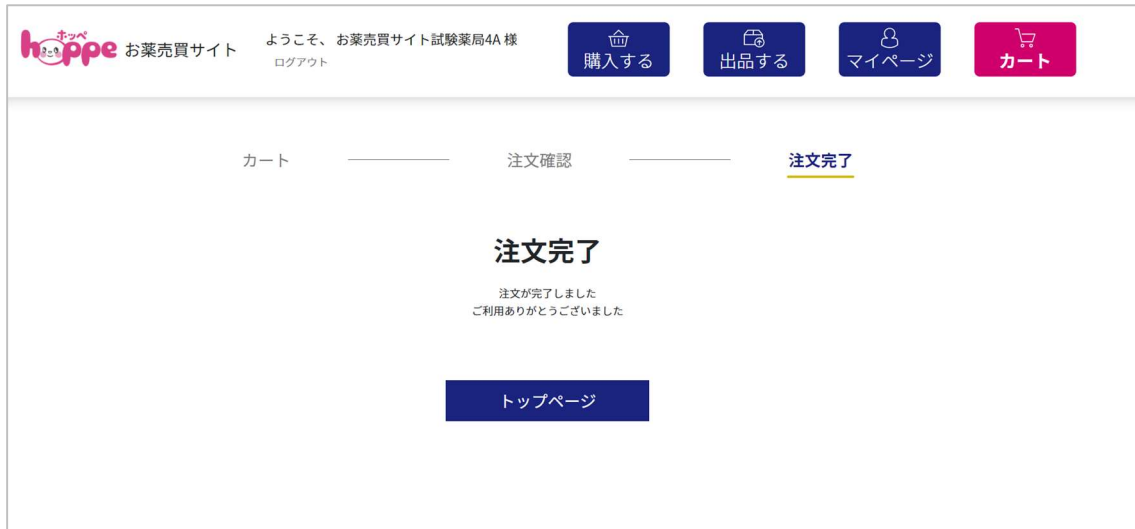 ホッペ
hoppe お薬売買サイト
ようこそ、 お薬売買サイト試験薬局4A 様
ログアウト
購入する
出品する
マイページ
カート
カート
注文確認
注文完了
注文完了
注文が完了しました
ご利用ありがとうございました
トップページ